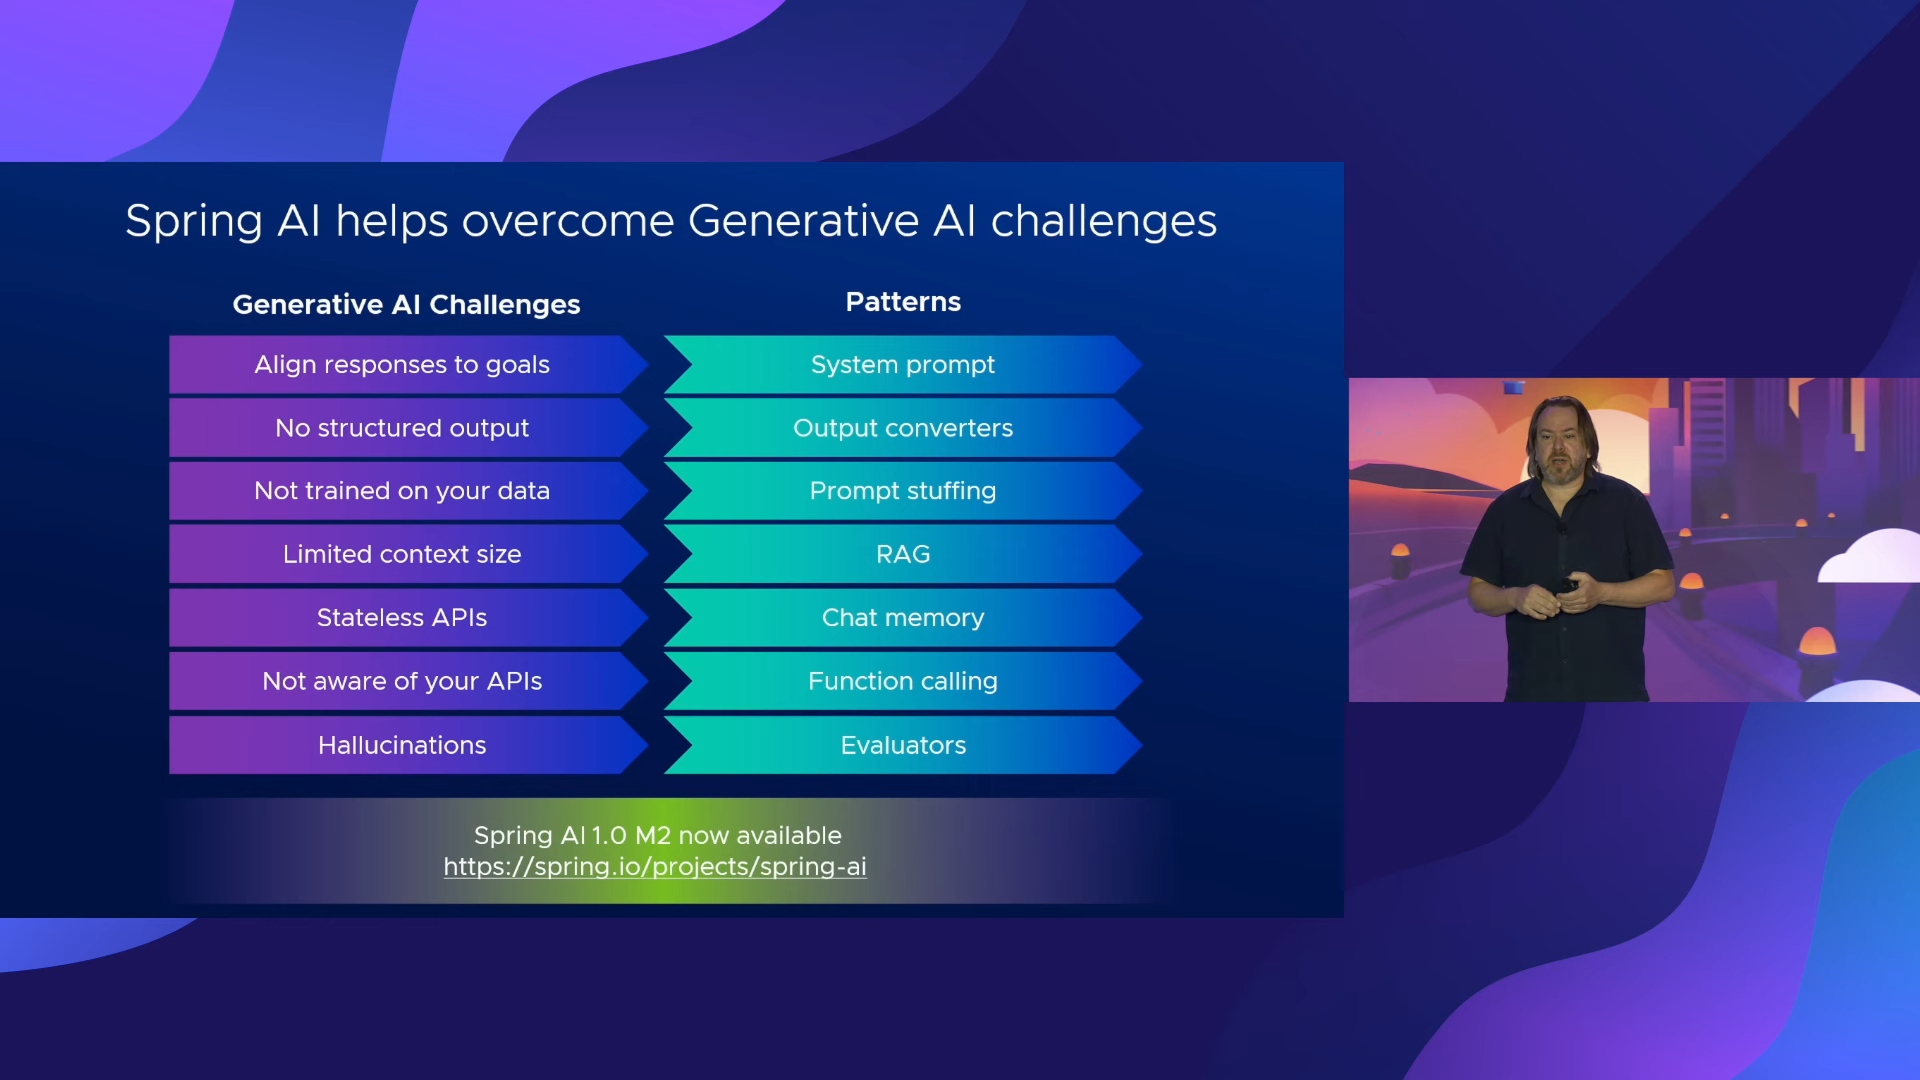 Spring AI helps overcome Generative AI challenges
Generative AI Challenges
Patterns
Align responses to goals
System prompt
No structured output
Output converters
Not trained on your data
Prompt stuffing
Limited context size
RAG
Stateless APIs
Chat memory
Not aware of your APIs
Function calling
Hallucinations
Evaluators
Spring AI 1.0 M2 now available
https://spring.io/projects/spring-ai